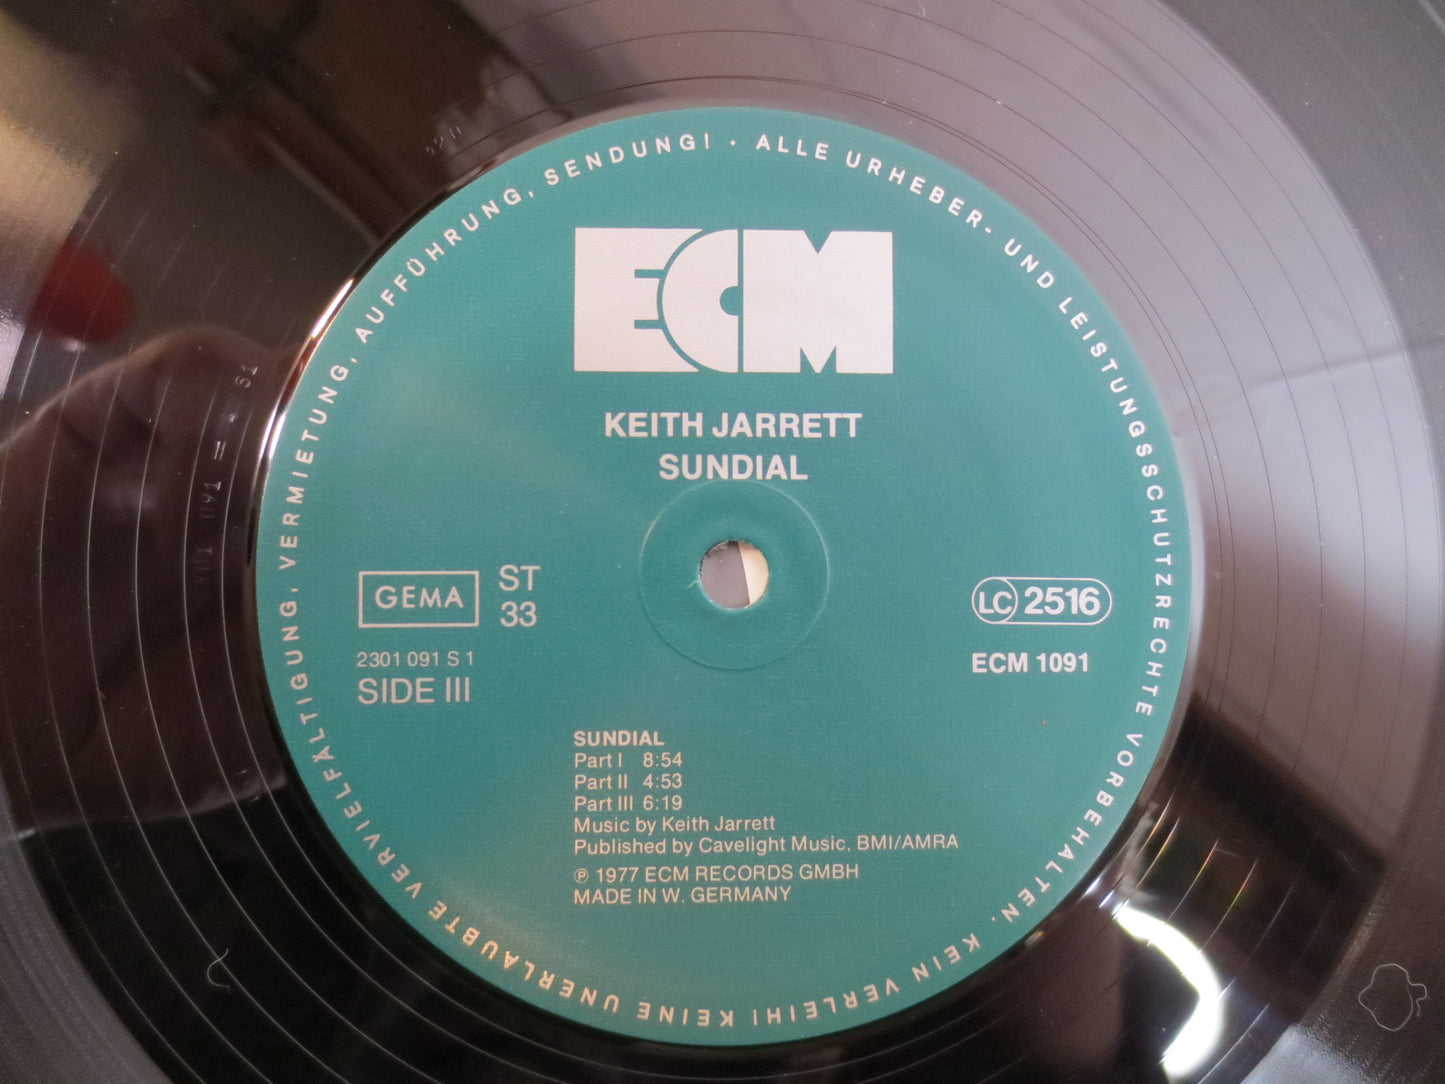 ALLE URHEBER- UND LEISTUNGSSCHUTZRECHTE VORBEHALTEN. KEIN VERLEIH! KEINE UNERLAUBTE VERVIELFÄLTIGUNG, VERMIETUNG, AUFFÜHRUNG, SENDUNG! ·
ECM
KEITH JARRETT
SUNDIAL
GEMA
ST
33
LC 2516
2301 091 S 1
SIDE III
ECM 1091
SUNDIAL
Part I 8:54
Part II 4:53
Part III 6:19
Music by Keith Jarrett
Published by Cavelight Music, BMI/AMRA
℗ 1977 ECM RECORDS GMBH
MADE IN W. GERMANY